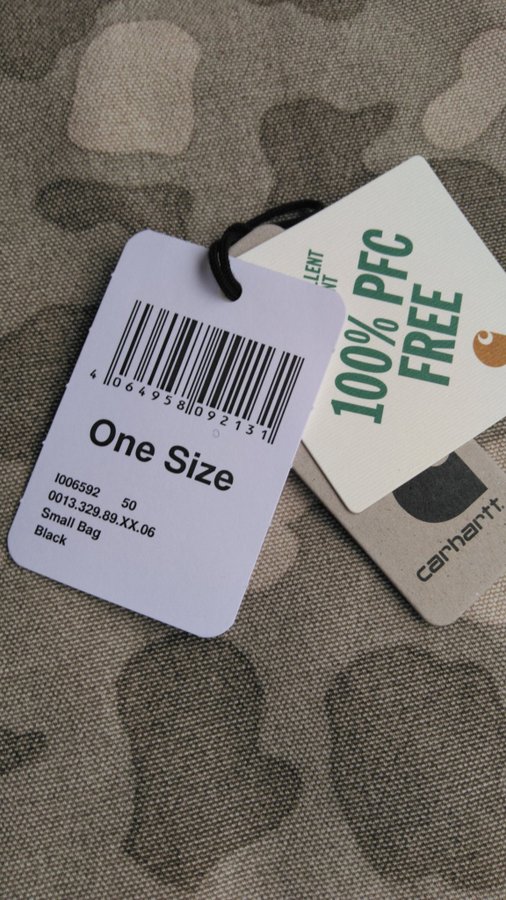 4 064958 092131
One Size
I006592 50
0013.329.89.XX.06
Small Bag
Black
100% PFC
FREE
carhartt.